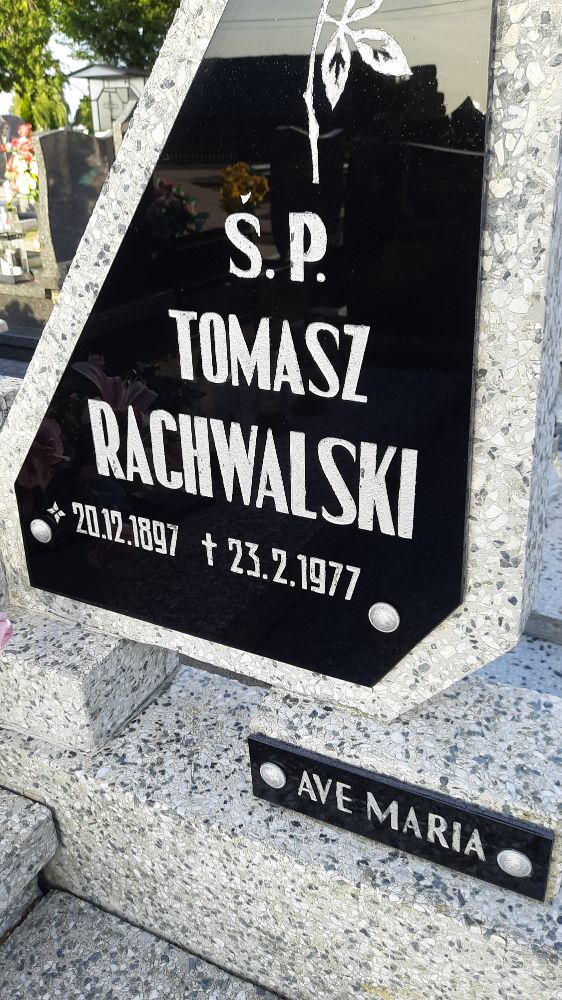 Ś. P.
TOMASZ
RACHWALSKI
20.12.1897 † 23.2.1977
AVE MARIA